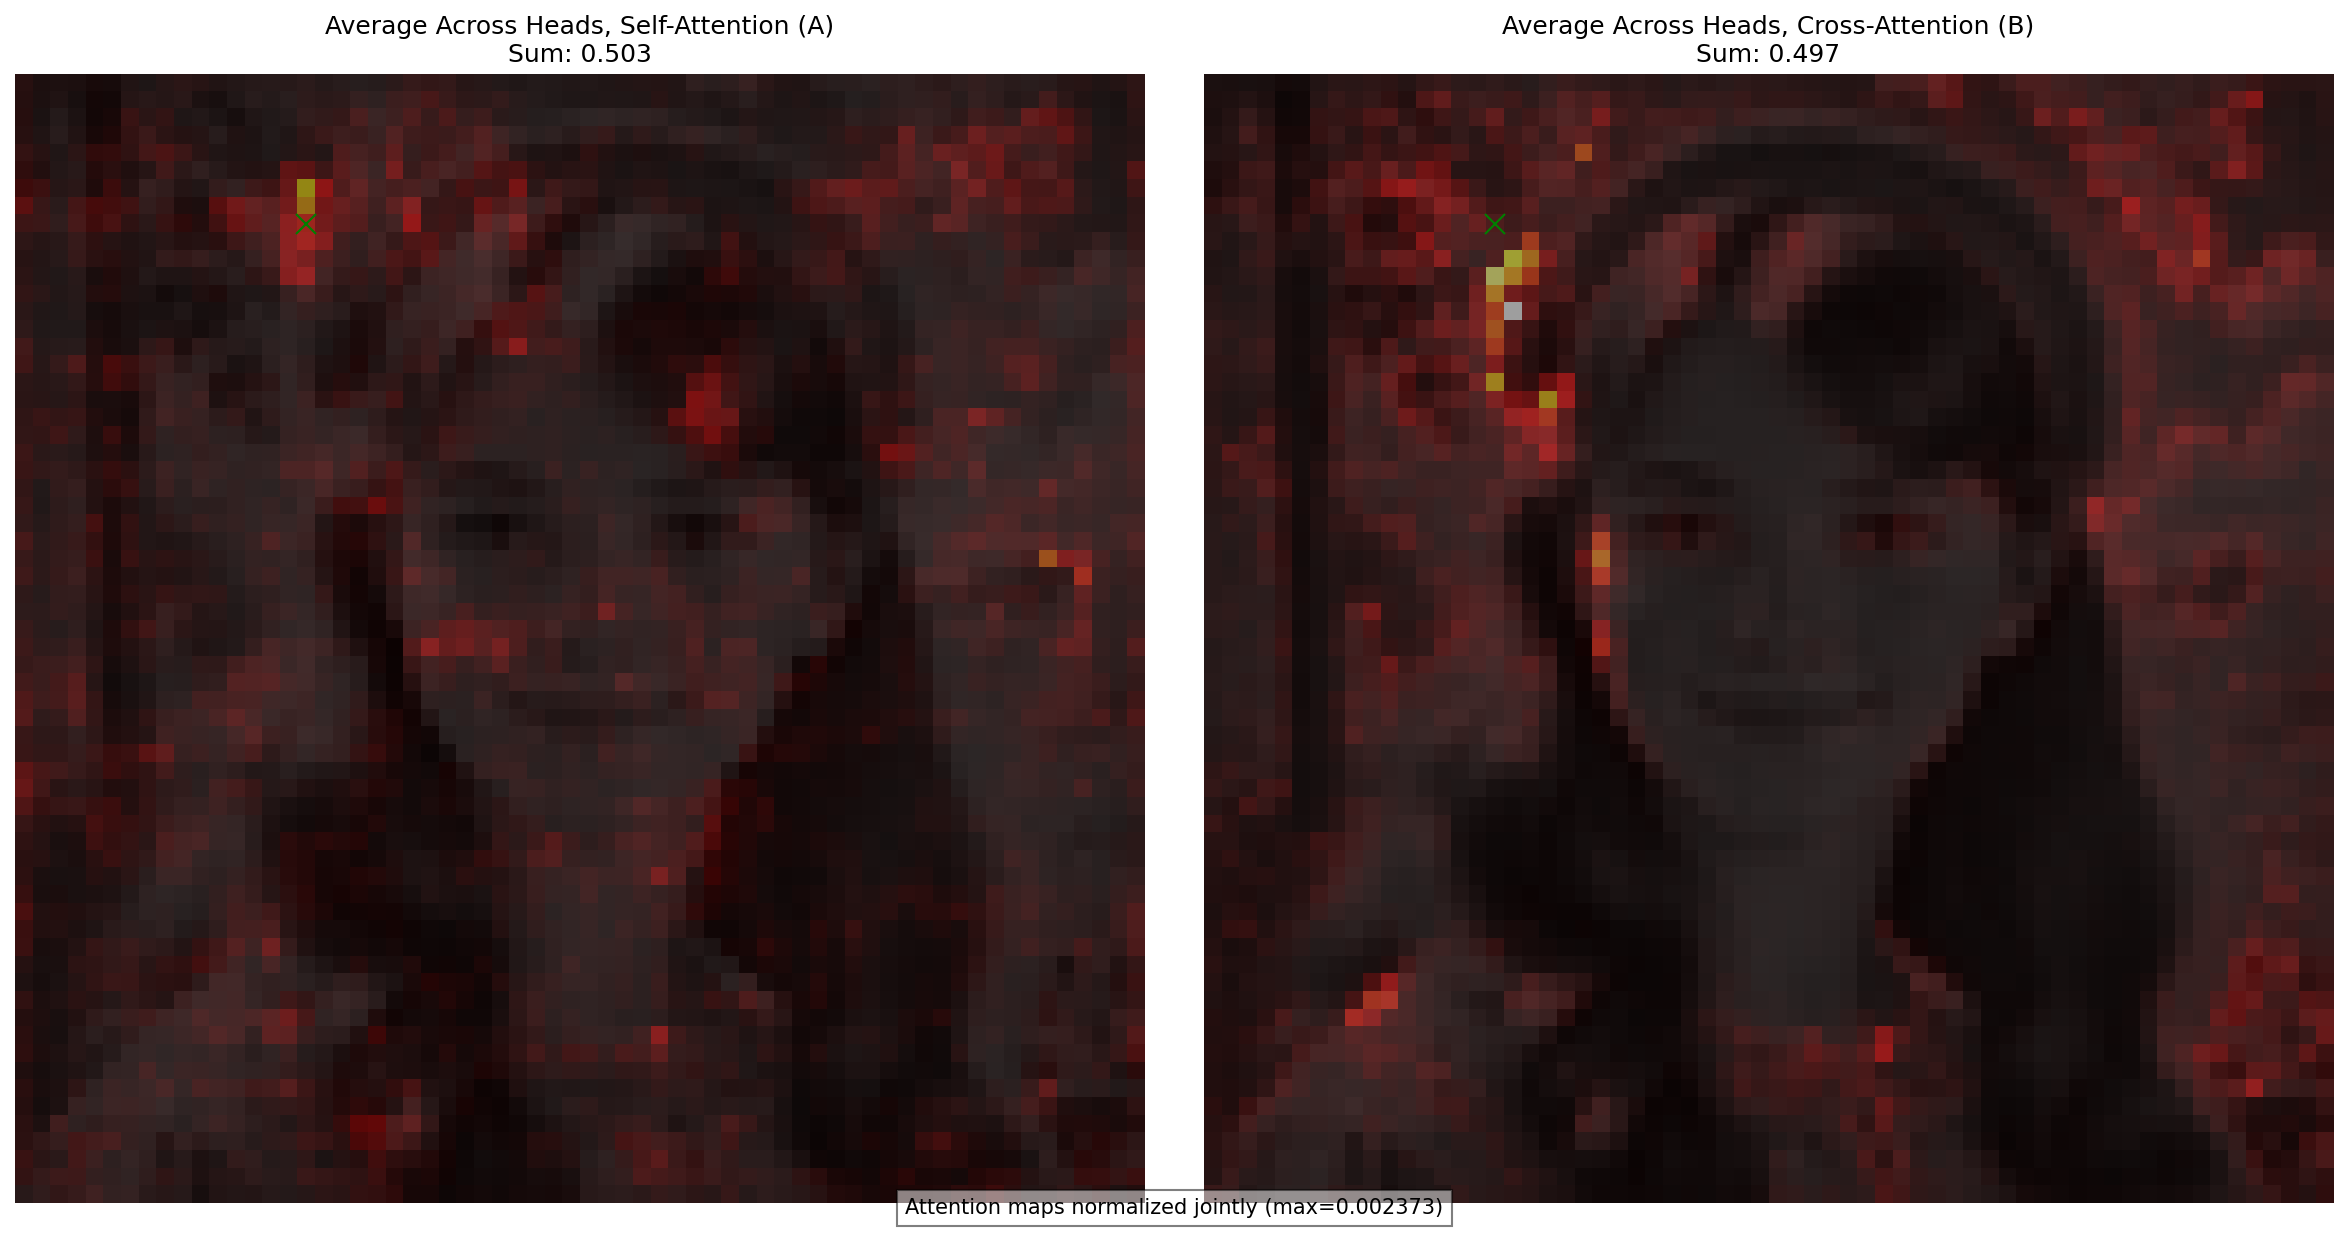 Average Across Heads, Self-Attention (A)
Sum: 0.503
Average Across Heads, Cross-Attention (B)
Sum: 0.497
Attention maps normalized jointly (max=0.002373)